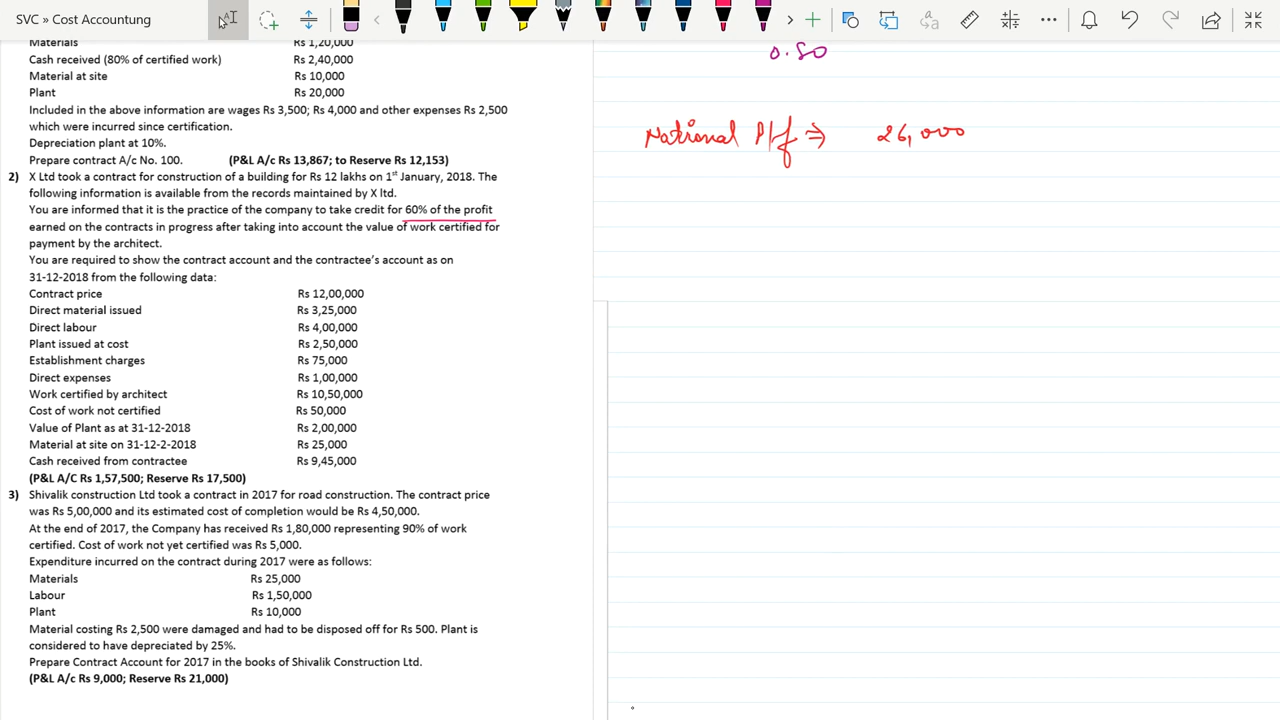 SVC » Cost Accountung
Materials Rs 1,20,000
Cash received (80% of certified work) Rs 2,40,000
Material at site Rs 10,000
Plant Rs 20,000
Included in the above information are wages Rs 3,500; Rs 4,000 and other expenses Rs 2,500
which were incurred since certification.
Depreciation plant at 10%.
Prepare contract A/c No. 100. (P&L A/c Rs 13,867; to Reserve Rs 12,153)
2) X Ltd took a contract for construction of a building for Rs 12 lakhs on 1st January, 2018. The
following information is available from the records maintained by X ltd.
You are informed that it is the practice of the company to take credit for 60% of the profit
earned on the contracts in progress after taking into account the value of work certified for
payment by the architect.
You are required to show the contract account and the contractee's account as on
31-12-2018 from the following data:
Contract price Rs 12,00,000
Direct material issued Rs 3,25,000
Direct labour Rs 4,00,000
Plant issued at cost Rs 2,50,000
Establishment charges Rs 75,000
Direct expenses Rs 1,00,000
Work certified by architect Rs 10,50,000
Cost of work not certified Rs 50,000
Value of Plant as at 31-12-2018 Rs 2,00,000
Material at site on 31-12-2-2018 Rs 25,000
Cash received from contractee Rs 9,45,000
(P&L A/C Rs 1,57,500; Reserve Rs 17,500)
3) Shivalik construction Ltd took a contract in 2017 for road construction. The contract price
was Rs 5,00,000 and its estimated cost of completion would be Rs 4,50,000.
At the end of 2017, the Company has received Rs 1,80,000 representing 90% of work
certified. Cost of work not yet certified was Rs 5,000.
Expenditure incurred on the contract during 2017 were as follows:
Materials Rs 25,000
Labour Rs 1,50,000
Plant Rs 10,000
Material costing Rs 2,500 were damaged and had to be disposed off for Rs 500. Plant is
considered to have depreciated by 25%.
Prepare Contract Account for 2017 in the books of Shivalik Construction Ltd.
(P&L A/c Rs 9,000; Reserve Rs 21,000)
0.80
National P/f ⇒ 26,000